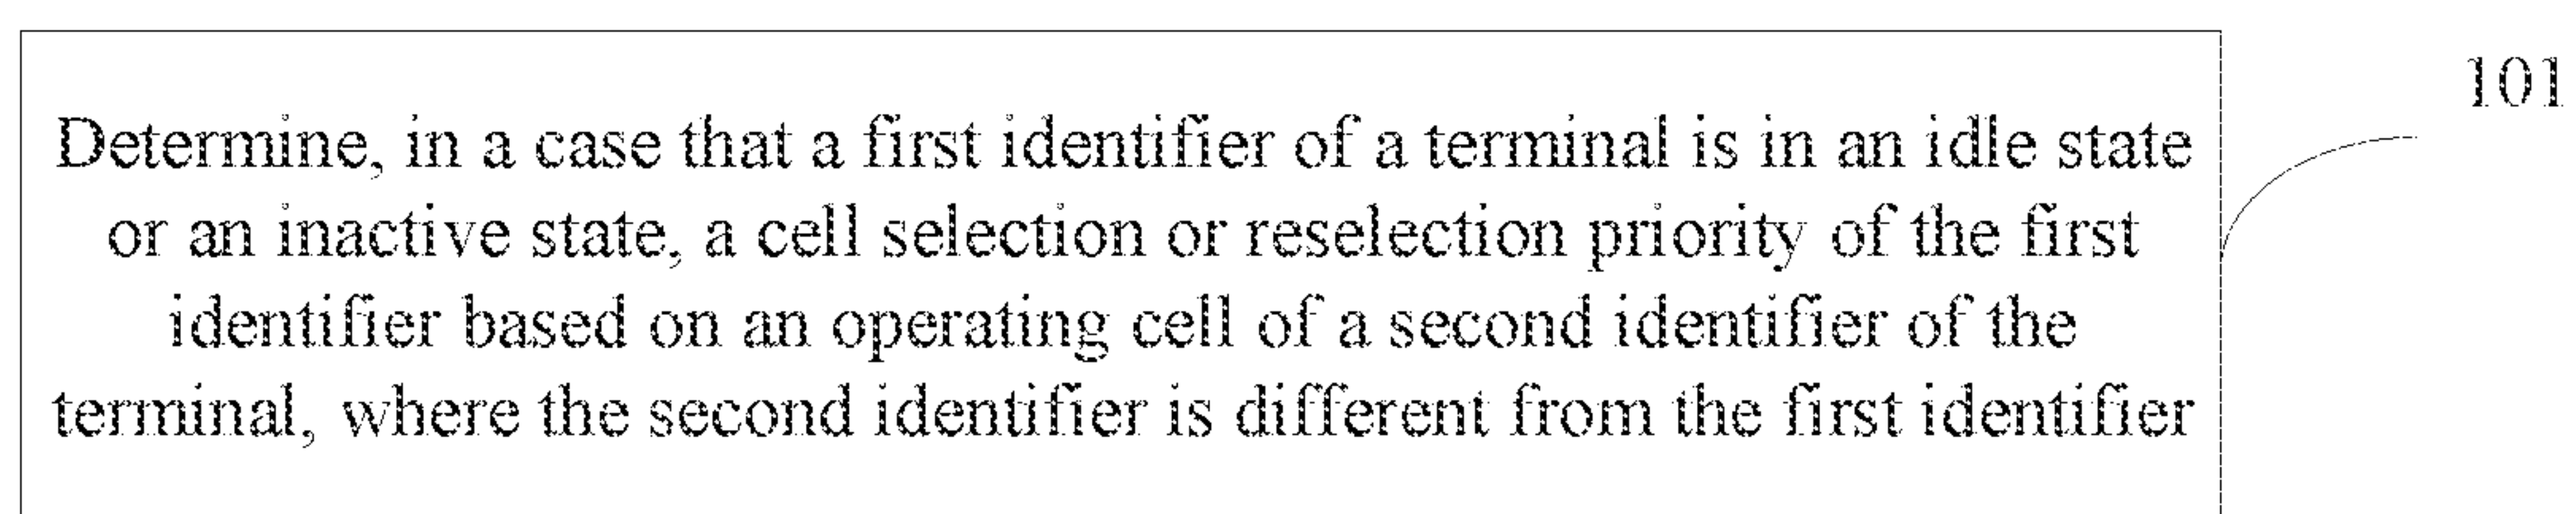 101
Determine, in a case that a first identifier of a terminal is in an idle state
or an inactive state, a cell selection or reselection priority of the first
identifier based on an operating cell of a second identifier of the
terminal, where the second identifier is different from the first identifier